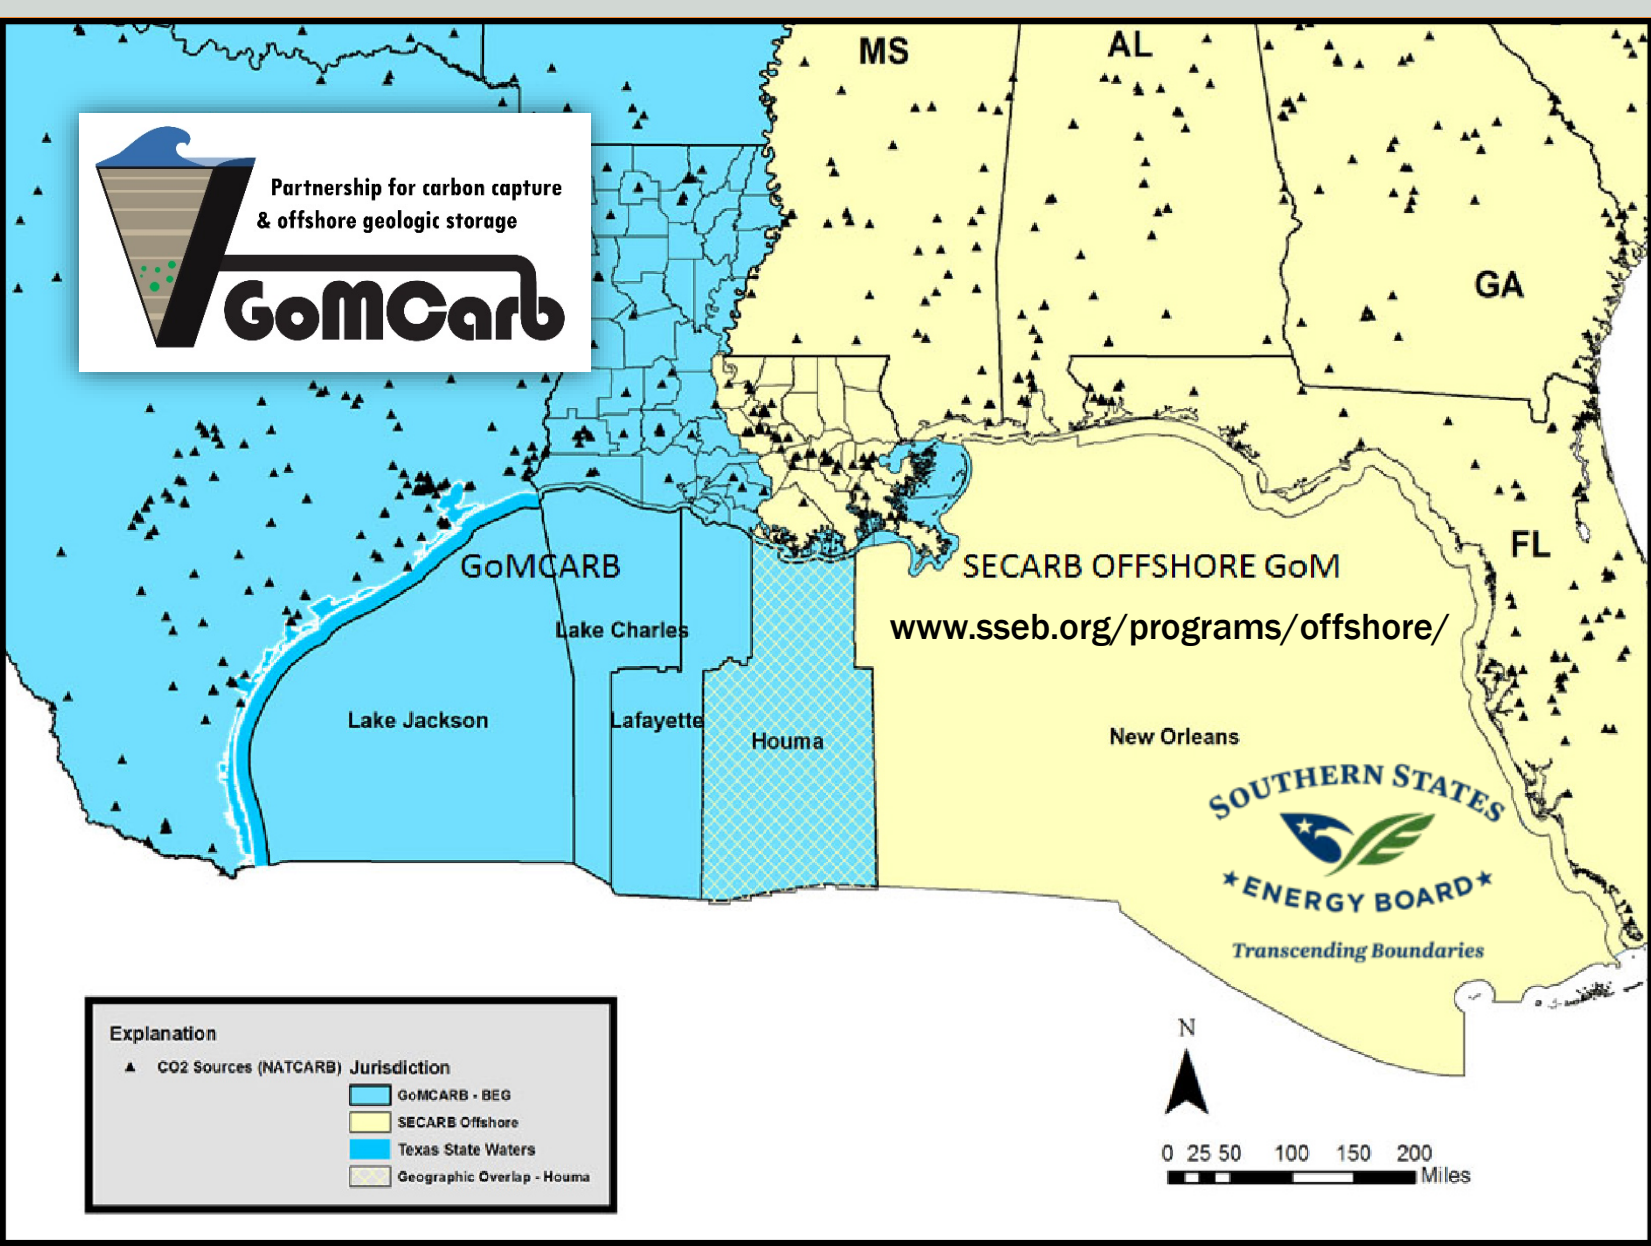 MS
AL
Partnership for carbon capture
& offshore geologic storage
GoMCarb
GA
FL
GoMCARB
SECARB OFFSHORE GoM
www.sseb.org/programs/offshore/
Lake Charles
Lake Jackson
Lafayette
Houma
New Orleans
SOUTHERN STATES
ENERGY BOARD
Transcending Boundaries
Explanation
CO2 Sources (NATCARB)
Jurisdiction
GoMCARB - BEG
SECARB Offshore
Texas State Waters
Geographic Overlap - Houma
N
0 25 50 100 150 200
Miles